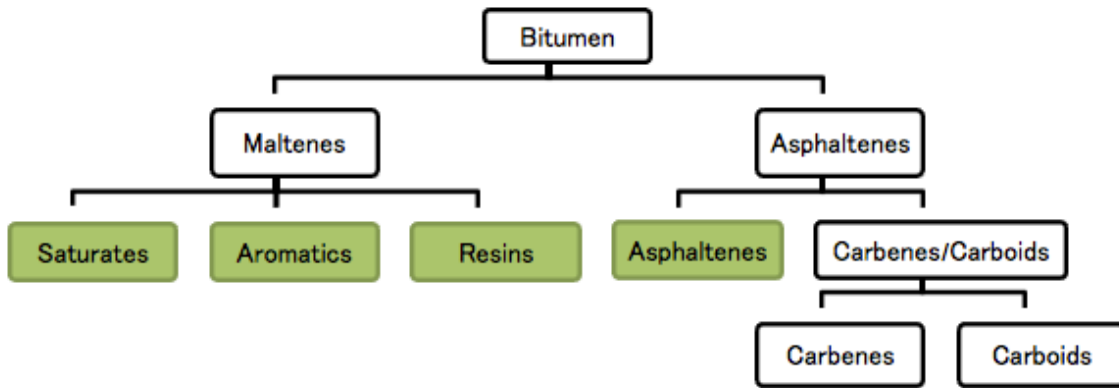 Bitumen
Maltenes
Asphaltenes
Saturates
Aromatics
Resins
Asphaltenes
Carbenes/Carboids
Carbenes
Carboids